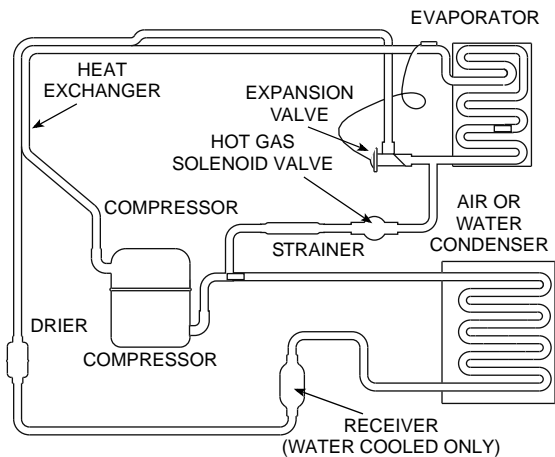 EVAPORATOR
HEAT
EXCHANGER
EXPANSION
VALVE
HOT GAS
SOLENOID VALVE
COMPRESSOR
AIR OR
WATER
CONDENSER
STRAINER
DRIER
COMPRESSOR
RECEIVER
(WATER COOLED ONLY)